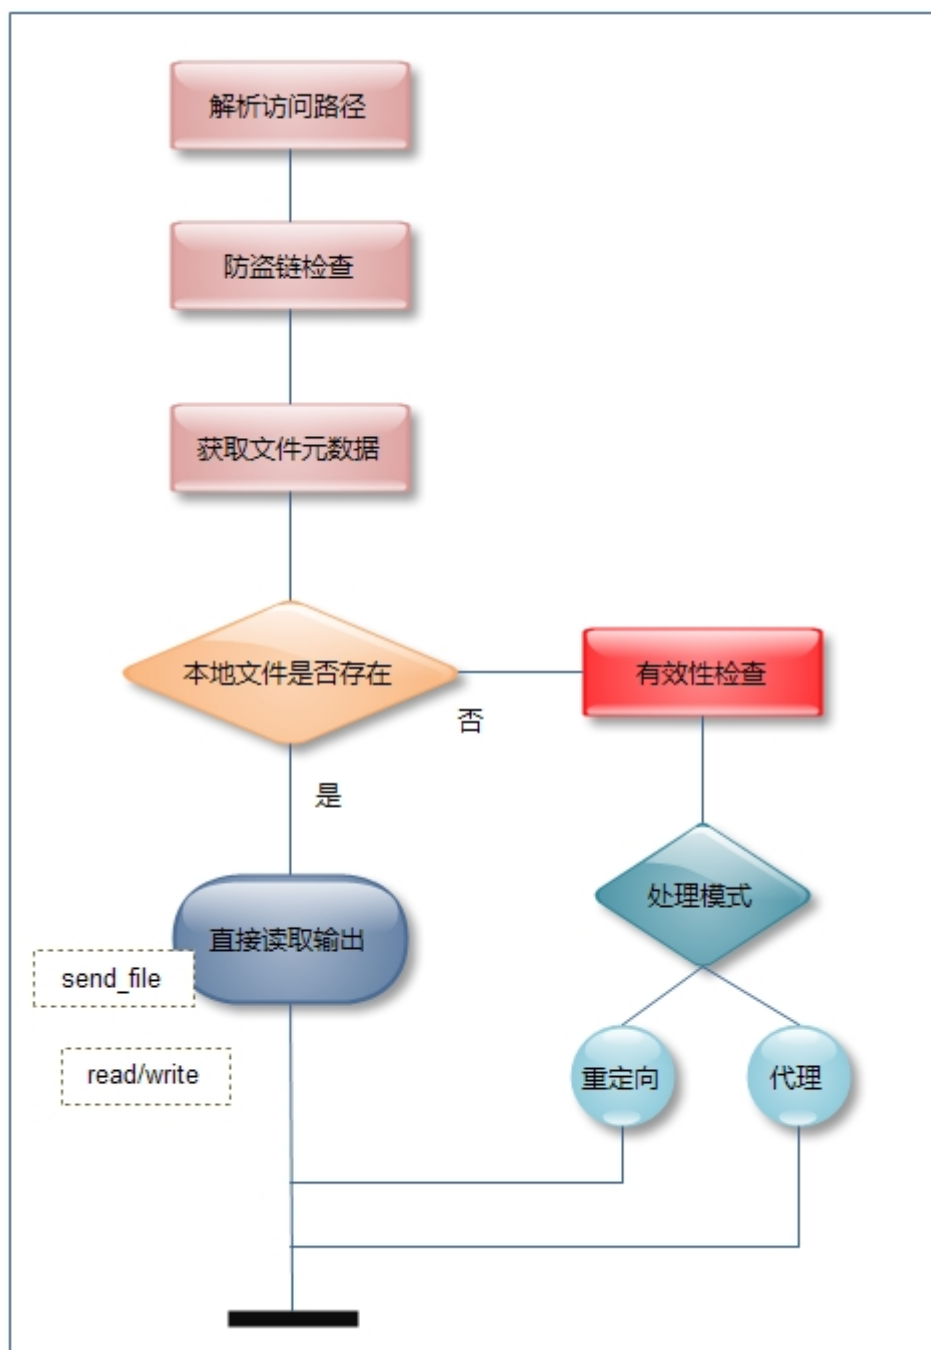 解析访问路径
防盗链检查
获取文件元数据
本地文件是否存在
有效性检查
否
是
处理模式
直接读取输出
send_file
read/write
重定向
代理